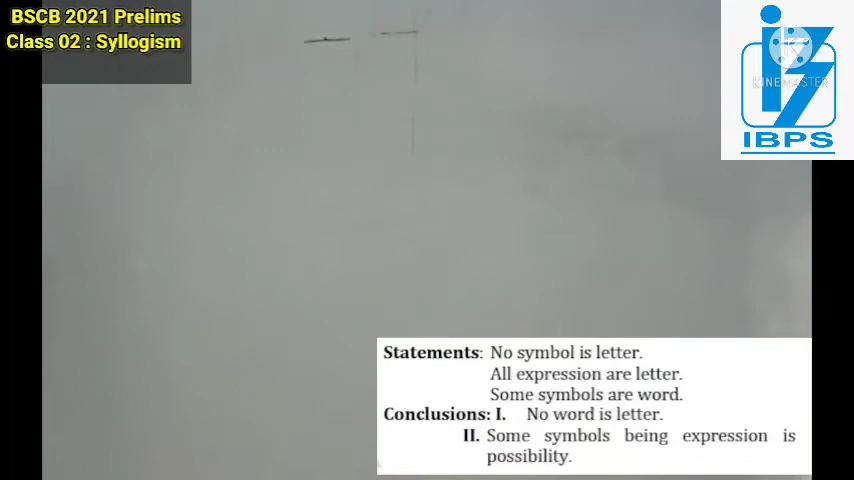 BSCB 2021 Prelims
Class 02 : Syllogism
KINEMASTER
IBPS
Statements: No symbol is letter.
All expression are letter.
Some symbols are word.
Conclusions: I. No word is letter.
II. Some symbols being expression is
possibility.